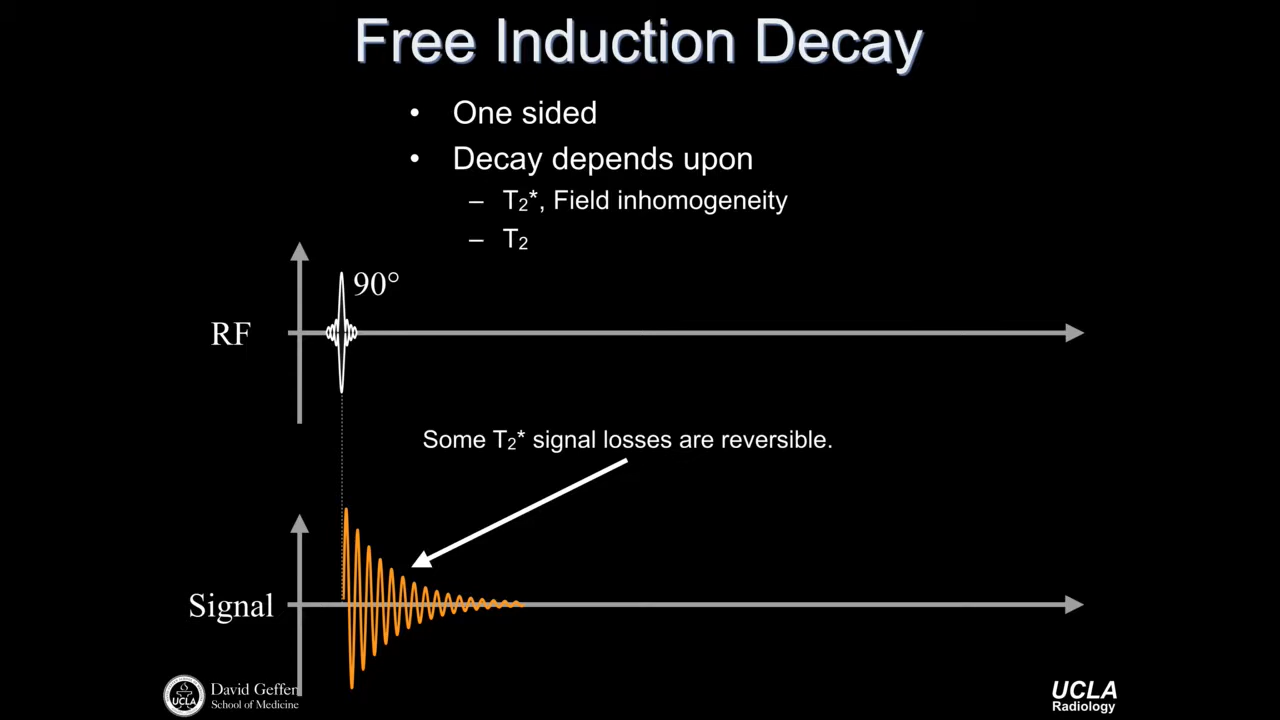 Free Induction Decay
• One sided
• Decay depends upon
– T₂*, Field inhomogeneity
– T₂
90°
RF
Some T₂* signal losses are reversible.
Signal
UCLA
David Geffen
School of Medicine
UCLA
Radiology